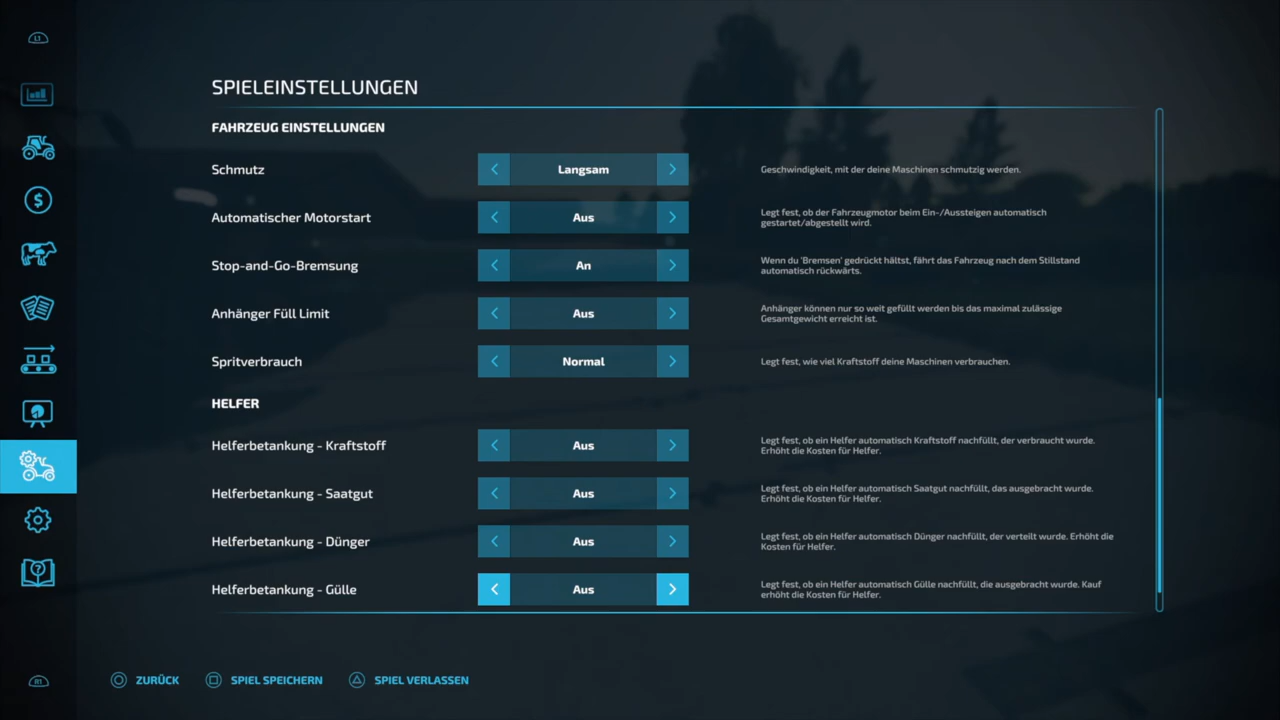 L1
SPIELEINSTELLUNGEN
FAHRZEUG EINSTELLUNGEN
Schmutz
Langsam
Geschwindigkeit, mit der deine Maschinen schmutzig werden.
Automatischer Motorstart
Aus
Legt fest, ob der Fahrzeugmotor beim Ein-/Aussteigen automatisch
gestartet/abgestellt wird.
Stop-and-Go-Bremsung
An
Wenn du 'Bremsen' gedrückt hältst, fährt das Fahrzeug nach dem Stillstand
automatisch rückwärts.
Anhänger Füll Limit
Aus
Anhänger können nur so weit gefüllt werden bis das maximal zulässige
Gesamtgewicht erreicht ist.
Spritverbrauch
Normal
Legt fest, wie viel Kraftstoff deine Maschinen verbrauchen.
HELFER
Helferbetankung - Kraftstoff
Aus
Legt fest, ob ein Helfer automatisch Kraftstoff nachfüllt, der verbraucht wurde.
Erhöht die Kosten für Helfer.
Helferbetankung - Saatgut
Aus
Legt fest, ob ein Helfer automatisch Saatgut nachfüllt, das ausgebracht wurde.
Erhöht die Kosten für Helfer.
Helferbetankung - Dünger
Aus
Legt fest, ob ein Helfer automatisch Dünger nachfüllt, der verteilt wurde. Erhöht die
Kosten für Helfer.
Helferbetankung - Gülle
Aus
Legt fest, ob ein Helfer automatisch Gülle nachfüllt, die ausgebracht wurde. Kauf
erhöht die Kosten für Helfer.
R1
ZURÜCK
SPIEL SPEICHERN
SPIEL VERLASSEN